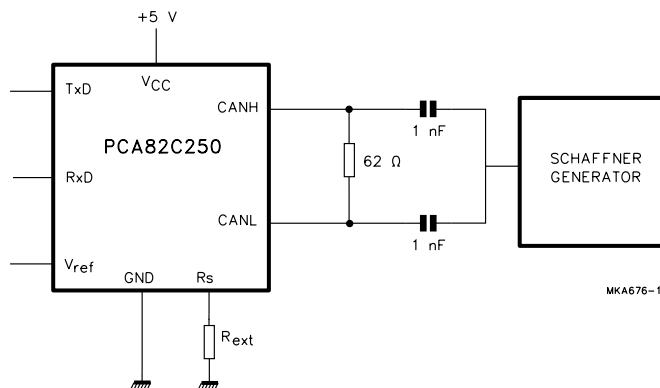 +5 V
TxD
VCC
CANH
1 nF
PCA82C250
62 Ω
SCHAFFNER
GENERATOR
RxD
CANL
1 nF
Vref
GND
Rs
MKA676-1
Rext